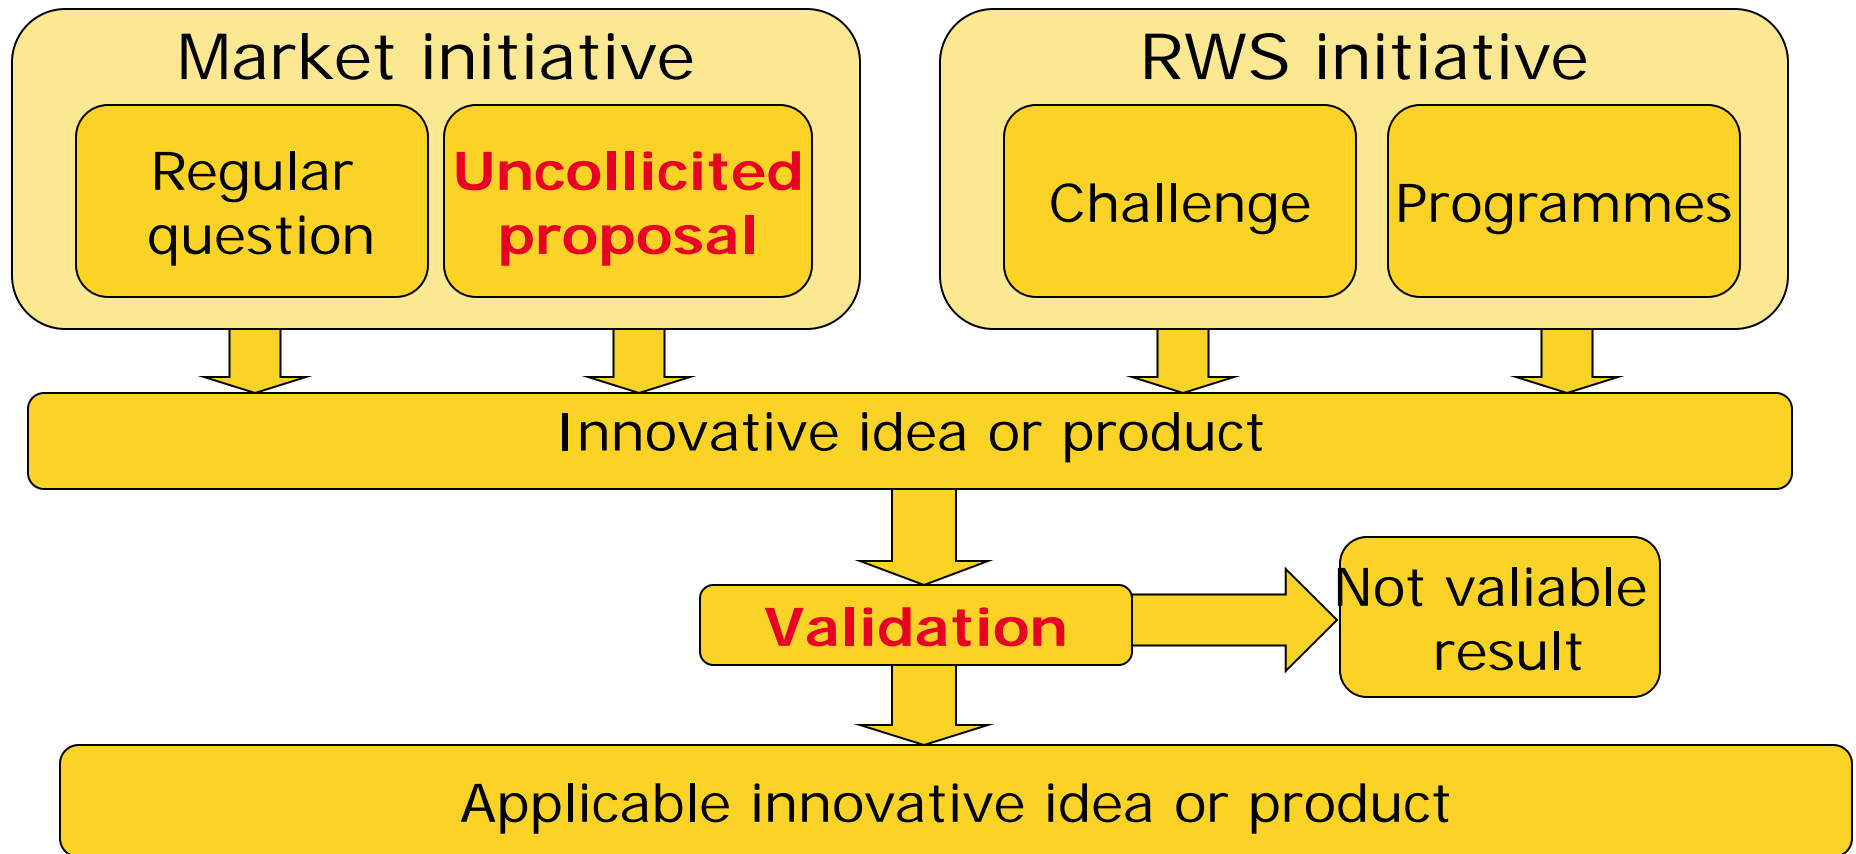 Market initiative
RWS initiative
Regular
question
Uncollicited
proposal
Challenge
Programmes
Innovative idea or product
Validation
Not valiable
result
Applicable innovative idea or product